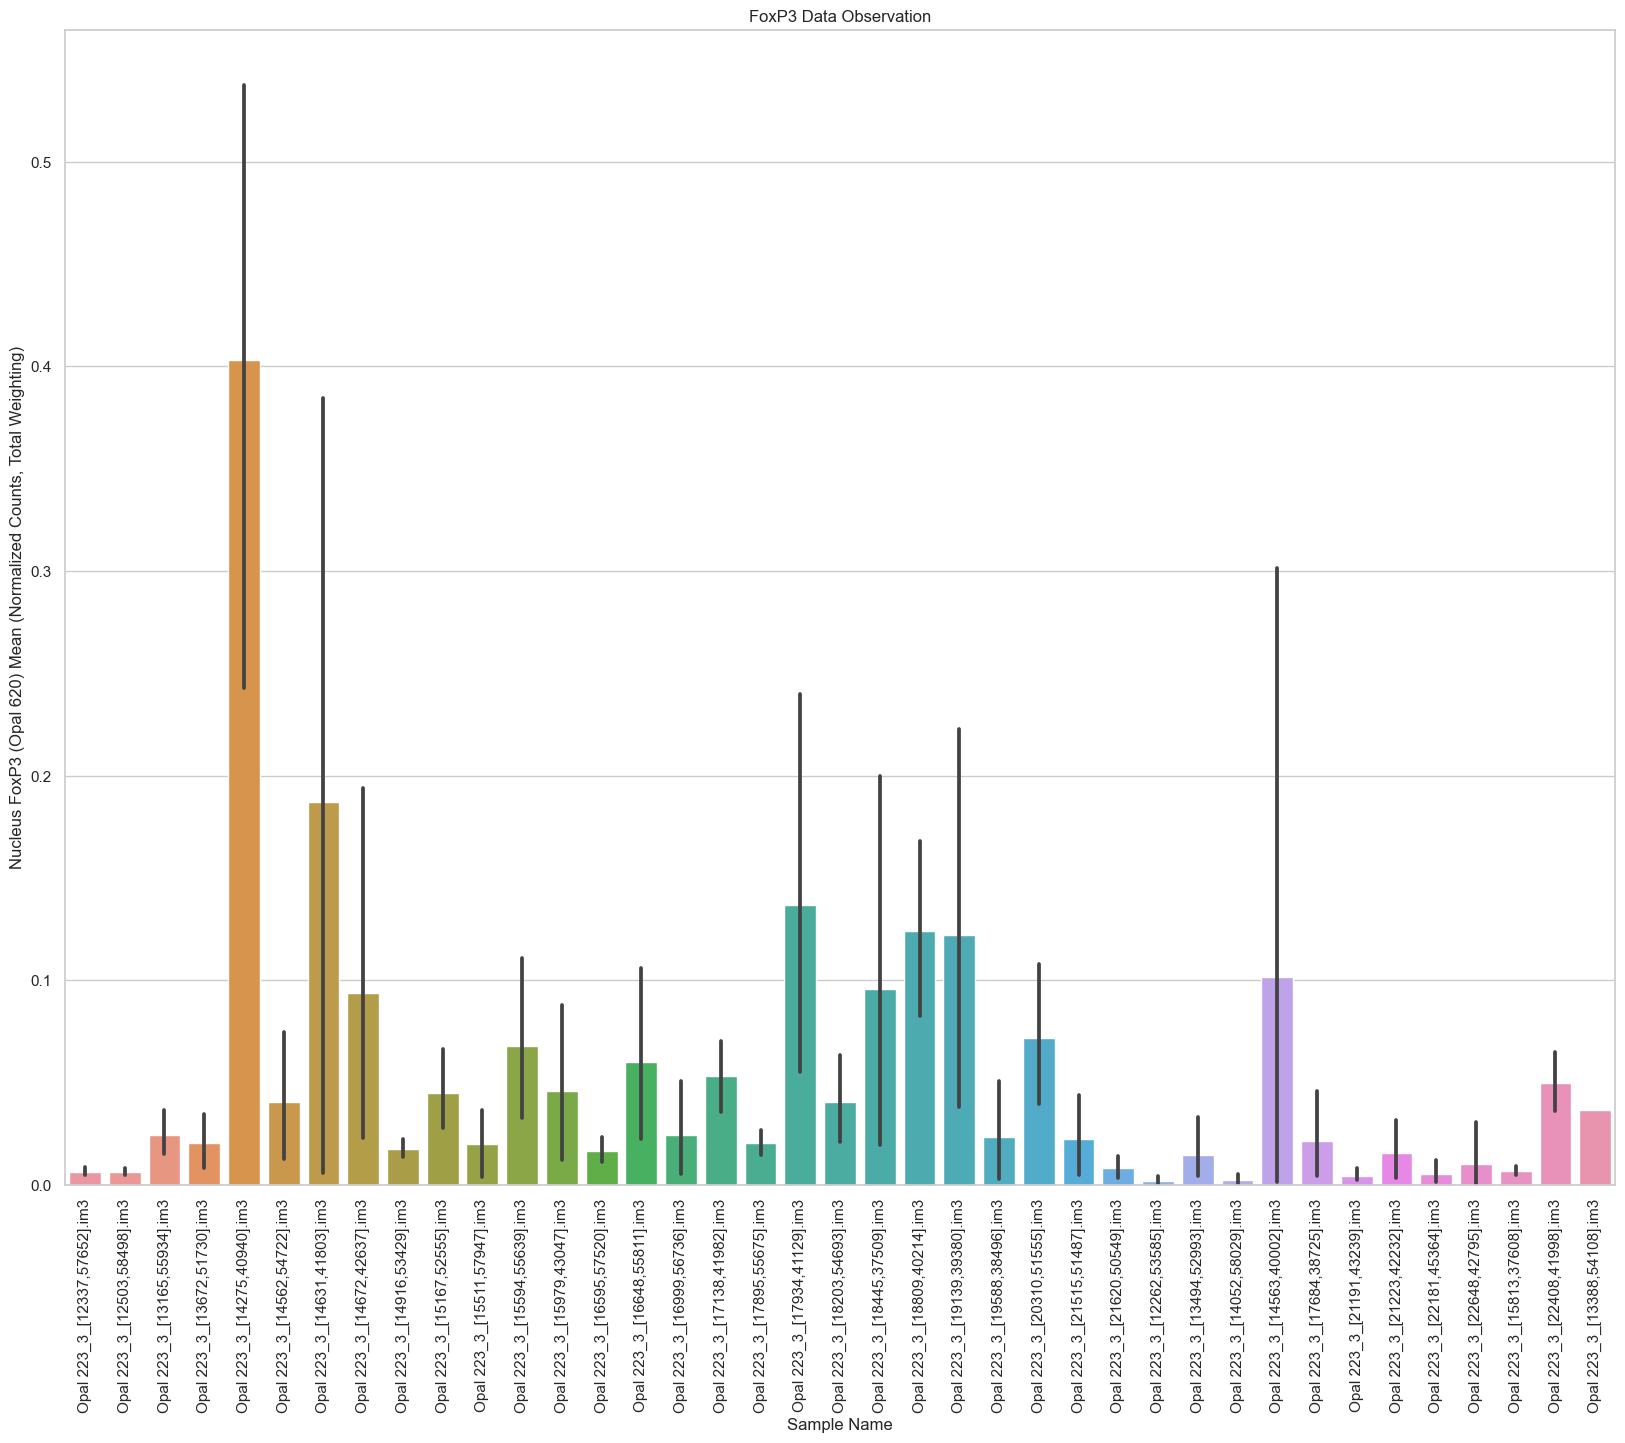 FoxP3 Data Observation
Nucleus FoxP3 (Opal 620) Mean (Normalized Counts, Total Weighting)
0.5
0.4
0.3
0.2
0.1
0.0
Opal 223_3_[12337,57652].im3
Opal 223_3_[12503,58498].im3
Opal 223_3_[13165,55934].im3
Opal 223_3_[13672,51730].im3
Opal 223_3_[14275,40940].im3
Opal 223_3_[14562,54722].im3
Opal 223_3_[14631,41803].im3
Opal 223_3_[14672,42637].im3
Opal 223_3_[14916,53429].im3
Opal 223_3_[15167,52555].im3
Opal 223_3_[15511,57947].im3
Opal 223_3_[15594,55639].im3
Opal 223_3_[15979,43047].im3
Opal 223_3_[16595,57520].im3
Opal 223_3_[16648,55811].im3
Opal 223_3_[16999,56736].im3
Opal 223_3_[17138,41982].im3
Opal 223_3_[17895,55675].im3
Opal 223_3_[17934,41129].im3
Opal 223_3_[18203,54693].im3
Opal 223_3_[18445,37509].im3
Opal 223_3_[18809,40214].im3
Opal 223_3_[19139,39380].im3
Opal 223_3_[19588,38496].im3
Opal 223_3_[20310,51555].im3
Opal 223_3_[21515,51487].im3
Opal 223_3_[21620,50549].im3
Opal 223_3_[12262,53585].im3
Opal 223_3_[13494,52993].im3
Opal 223_3_[14052,58029].im3
Opal 223_3_[14563,40002].im3
Opal 223_3_[17684,38725].im3
Opal 223_3_[21191,43239].im3
Opal 223_3_[21223,42232].im3
Opal 223_3_[22181,45364].im3
Opal 223_3_[22648,42795].im3
Opal 223_3_[15813,37608].im3
Opal 223_3_[22408,41998].im3
Opal 223_3_[13388,54108].im3
Sample Name